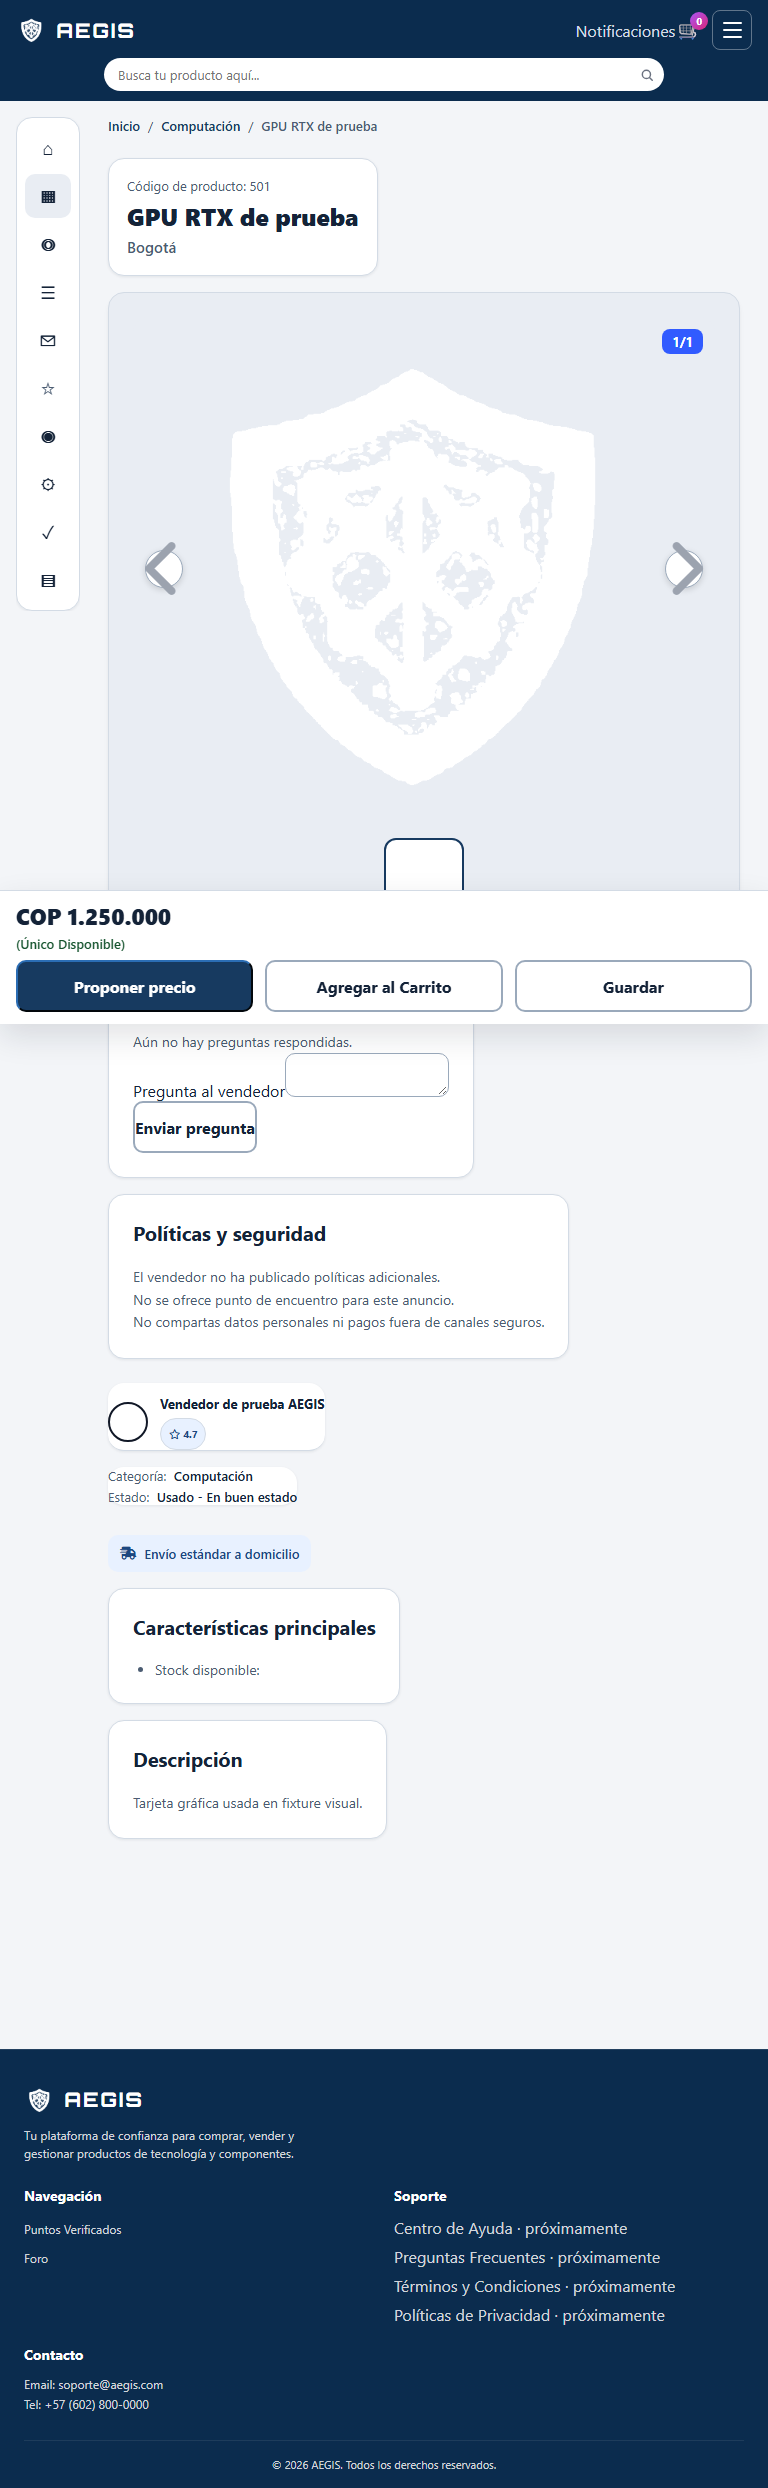 AEGIS
Notificaciones
0
Busca tu producto aquí...
Inicio / Computación / GPU RTX de prueba
Código de producto: 501
GPU RTX de prueba
Bogotá
1/1
COP 1.250.000
(Único Disponible)
Proponer precio
Agregar al Carrito
Guardar
Aún no hay preguntas respondidas.
Pregunta al vendedor
Enviar pregunta
Políticas y seguridad
El vendedor no ha publicado políticas adicionales.
No se ofrece punto de encuentro para este anuncio.
No compartas datos personales ni pagos fuera de canales seguros.
Vendedor de prueba AEGIS
4.7
Categoría: Computación
Estado: Usado - En buen estado
Envío estándar a domicilio
Características principales
Stock disponible:
Descripción
Tarjeta gráfica usada en fixture visual.
AEGIS
Tu plataforma de confianza para comprar, vender y
gestionar productos de tecnología y componentes.
Navegación
Puntos Verificados
Foro
Soporte
Centro de Ayuda · próximamente
Preguntas Frecuentes · próximamente
Términos y Condiciones · próximamente
Políticas de Privacidad · próximamente
Contacto
Email: soporte@aegis.com
Tel: +57 (602) 800-0000
© 2026 AEGIS. Todos los derechos reservados.